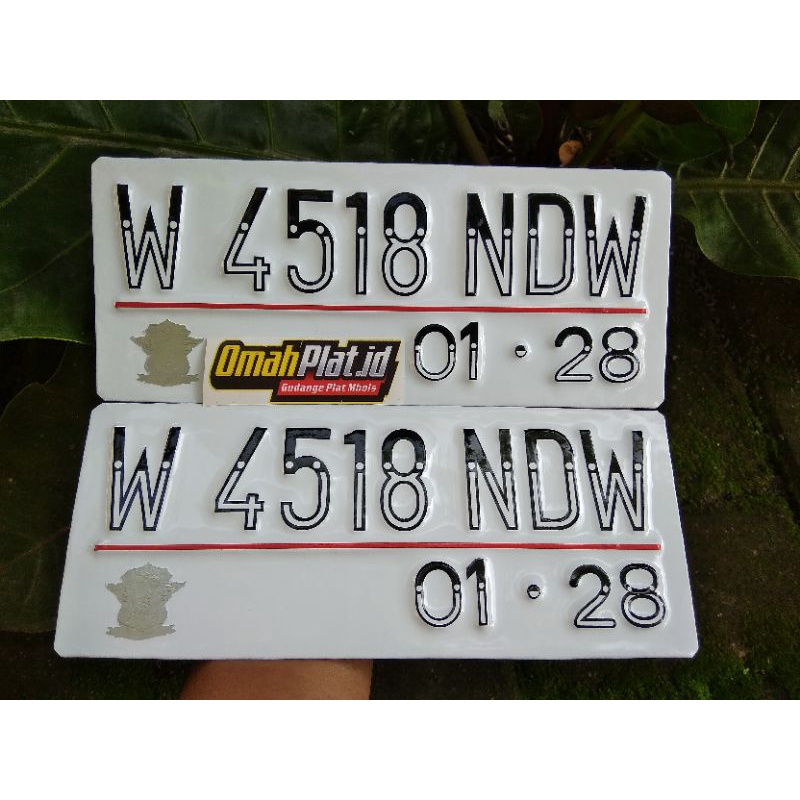 W 4518 NDW
01 · 28
OmahPlat.id
Gudange Plat Mbois
W 4518 NDW
01 · 28